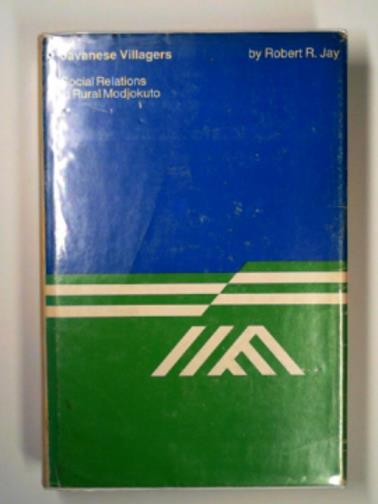 Javanese Villagers
by Robert R. Jay
Social Relations
in Rural Modjokuto